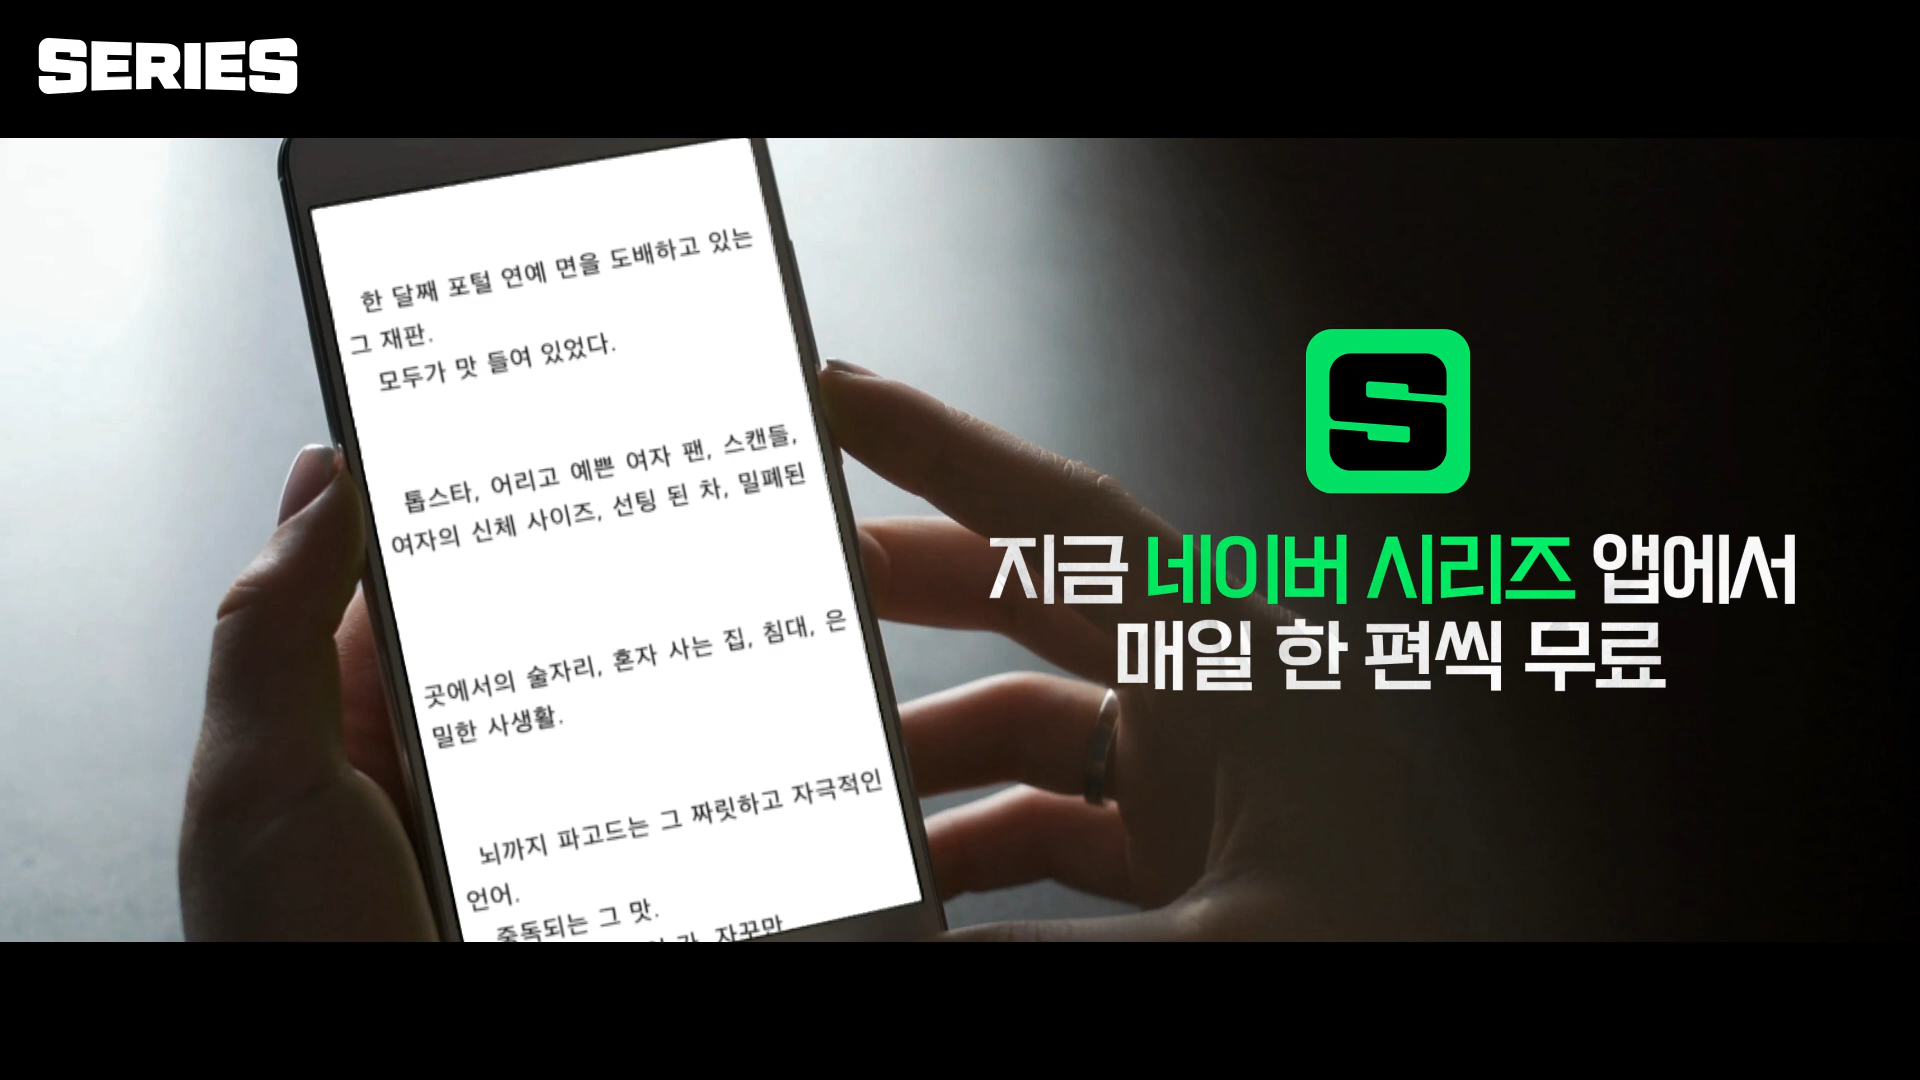 SERIES
한 달째 포털 연예 면을 도배하고 있는
그 재판.
모두가 맛 들여 있었다.
톱스타, 어리고 예쁜 여자 팬, 스캔들,
여자의 신체 사이즈, 선팅 된 차, 밀폐된
곳에서의 술자리, 혼자 사는 집, 침대, 은
밀한 사생활.
뇌까지 파고드는 그 짜릿하고 자극적인
언어.
중독되는 그 맛.
가 자꾸만
S
지금 네이버 시리즈 앱에서
매일 한 편씩 무료